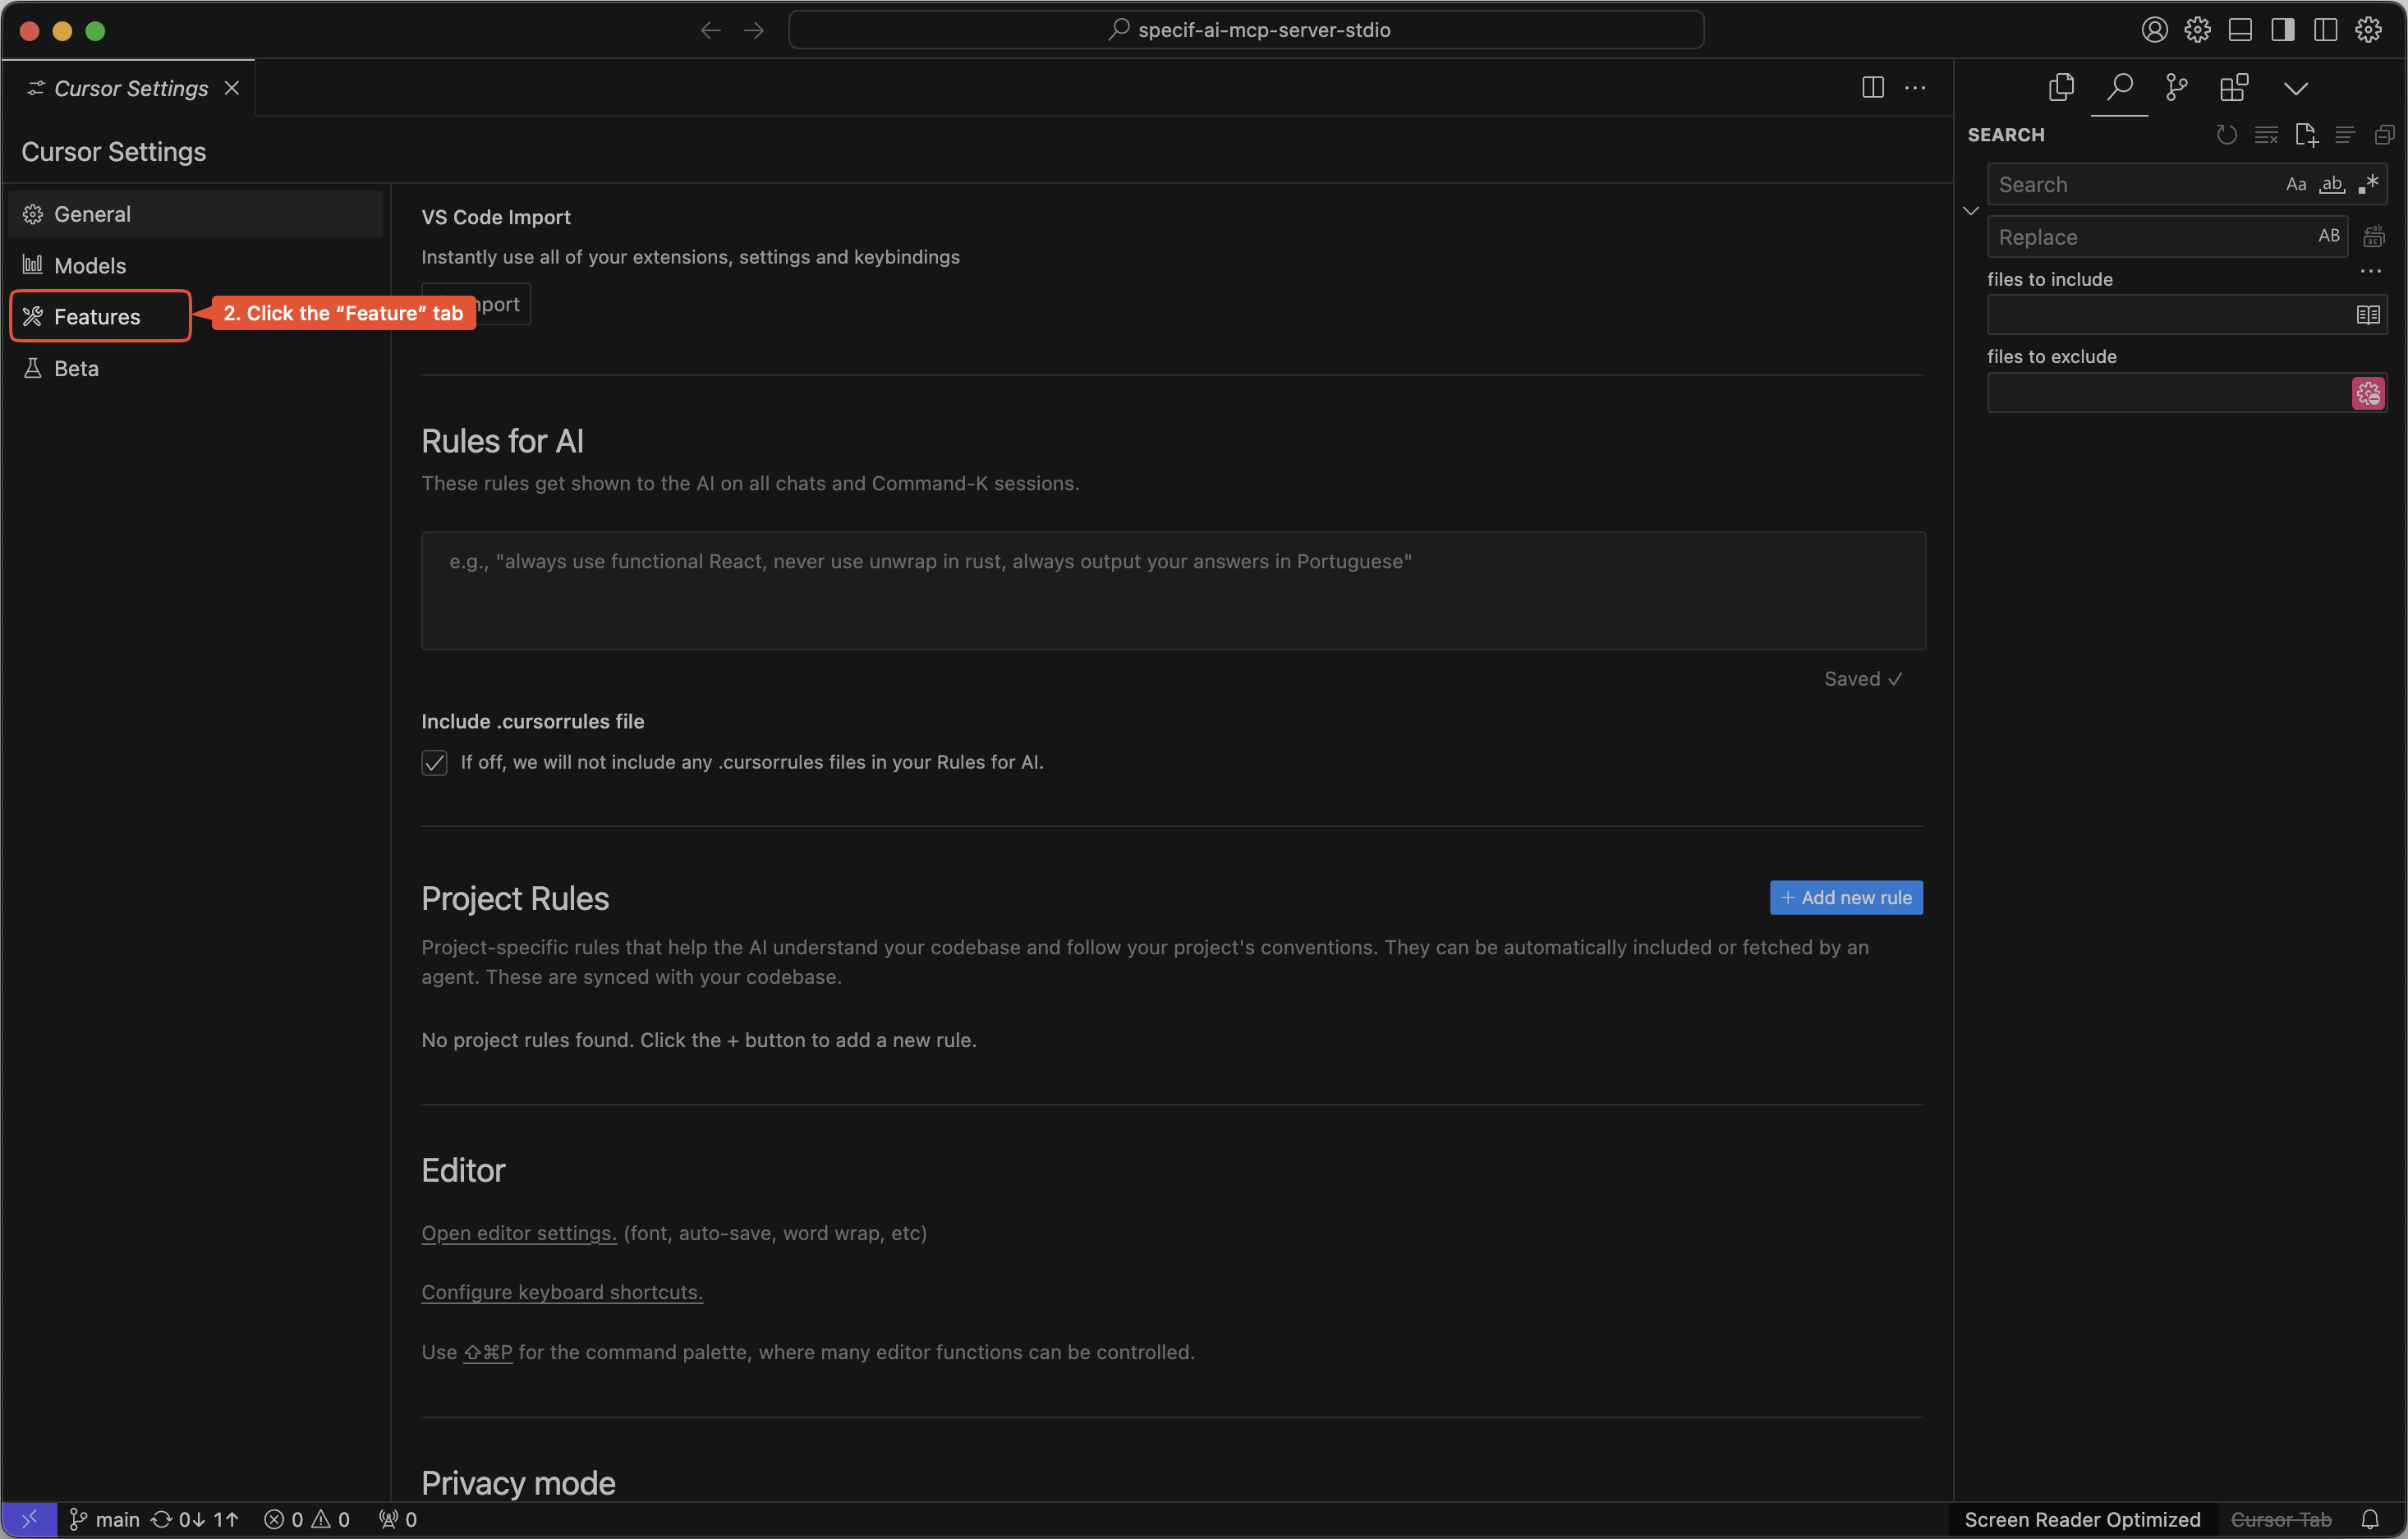 specif-ai-mcp-server-stdio
Cursor Settings
Cursor Settings
General
Models
Features
Beta
2. Click the “Feature” tab
VS Code Import
Instantly use all of your extensions, settings and keybindings
Rules for AI
These rules get shown to the AI on all chats and Command-K sessions.
e.g., "always use functional React, never use unwrap in rust, always output your answers in Portuguese"
Saved ✓
Include .cursorrules file
If off, we will not include any .cursorrules files in your Rules for AI.
Project Rules
+ Add new rule
Project-specific rules that help the AI understand your codebase and follow your project's conventions. They can be automatically included or fetched by an
agent. These are synced with your codebase.
No project rules found. Click the + button to add a new rule.
Editor
Open editor settings. (font, auto-save, word wrap, etc)
Configure keyboard shortcuts.
Use ⇧⌘P for the command palette, where many editor functions can be controlled.
Privacy mode
SEARCH
Search
Aa ab
Replace
AB
files to include
files to exclude
main 0↓ 1↑ 0 0 0
Screen Reader Optimized
Cursor Tab